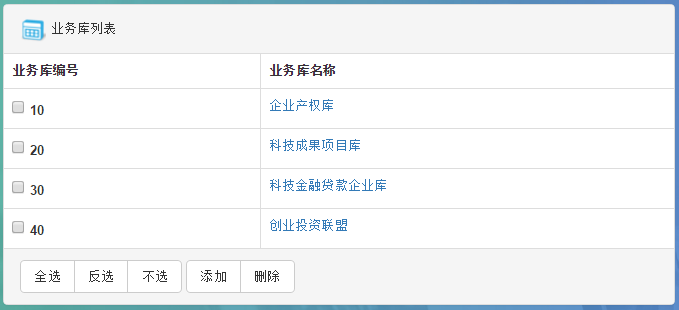 业务库列表
业务库编号 业务库名称
10 企业产权库
20 科技成果项目库
30 科技金融贷款企业库
40 创业投资联盟
全选 反选 不选 添加 删除